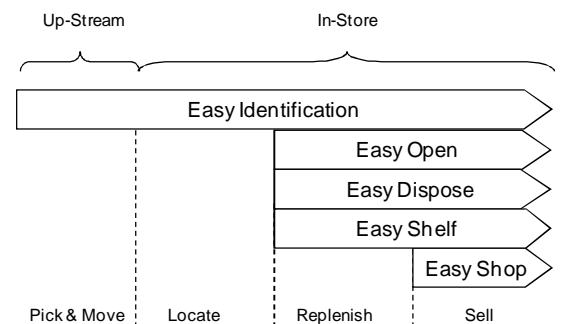 Up-Stream In-Store
Easy Identification
Easy Open
Easy Dispose
Easy Shelf
Easy Shop
Pick & Move Locate Replenish Sell